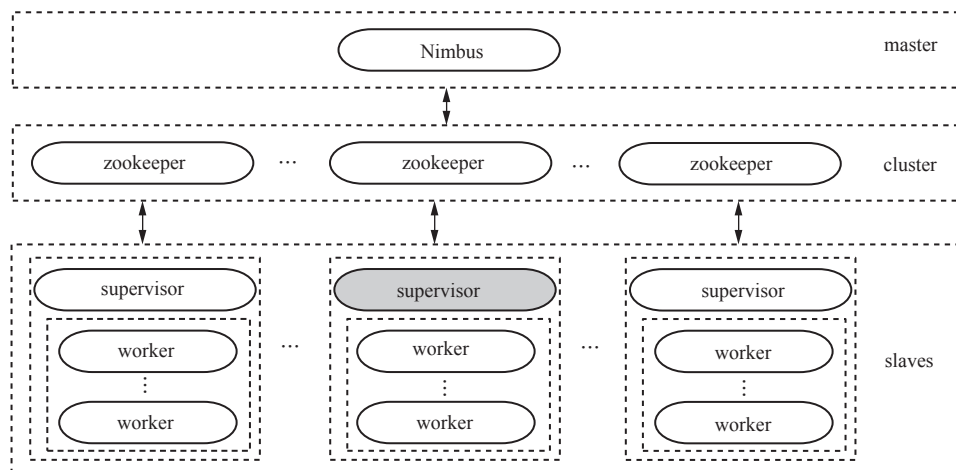 Nimbus
master
zookeeper ... zookeeper ... zookeeper
cluster
supervisor supervisor supervisor
worker worker worker
... ...
slaves
worker worker worker